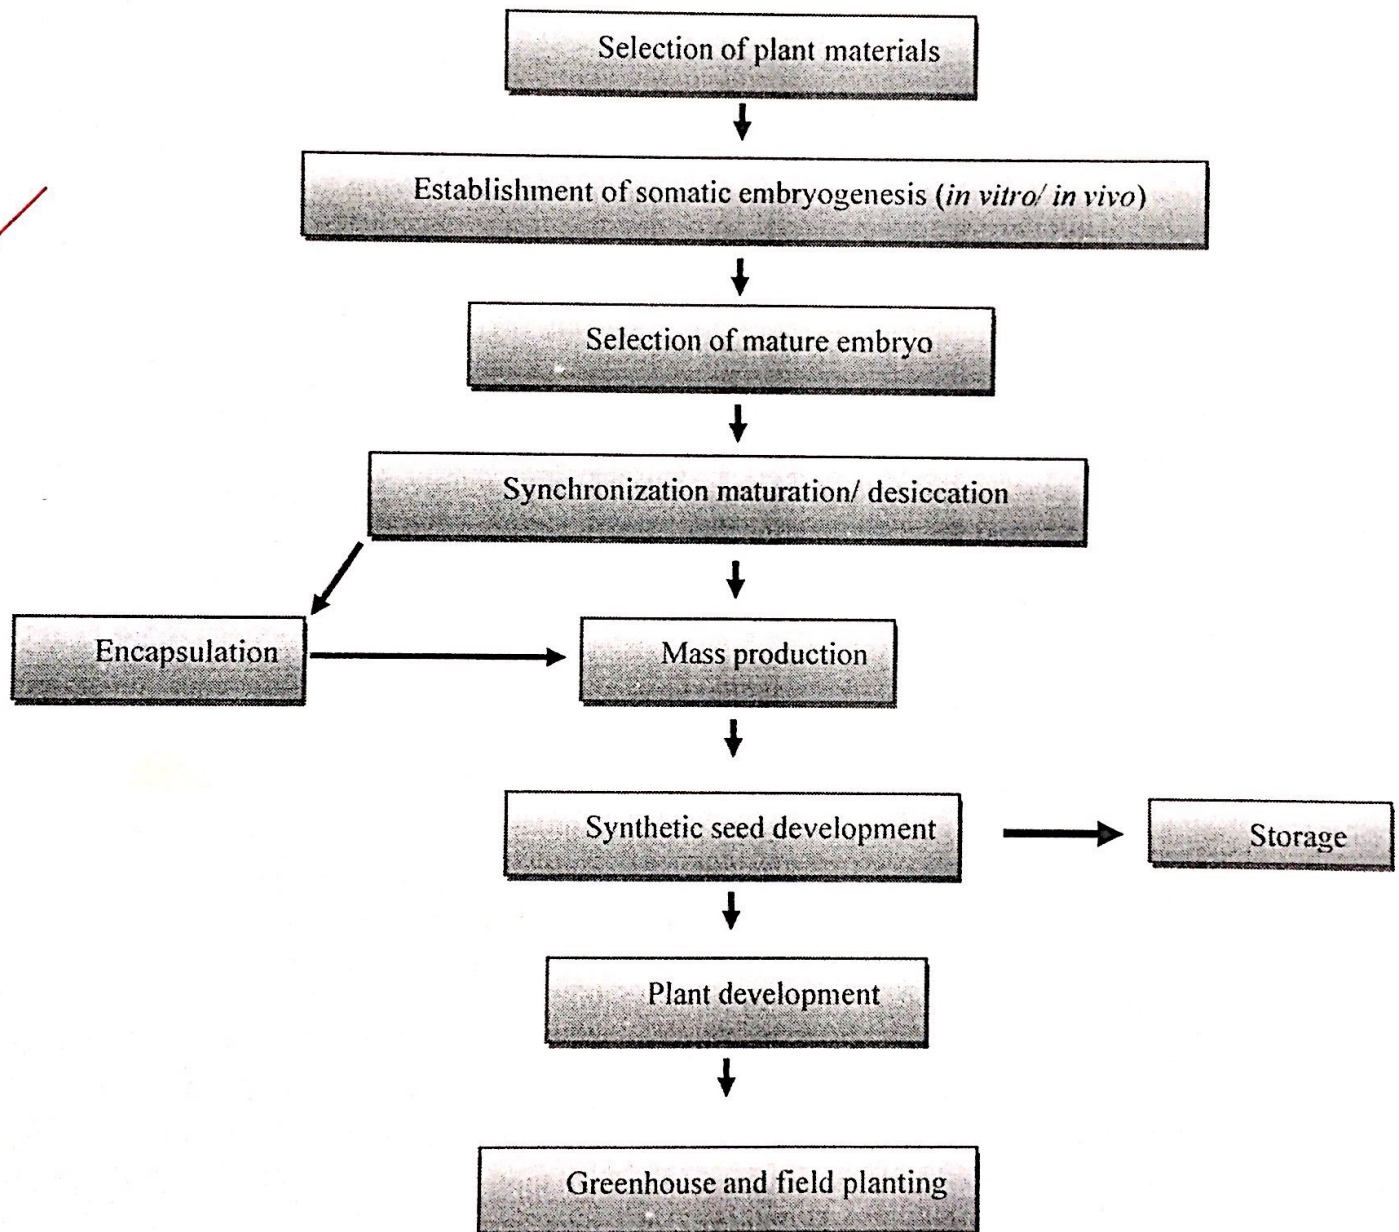 Selection of plant materials
Establishment of somatic embryogenesis (in vitro/ in vivo)
Selection of mature embryo
Synchronization maturation/ desiccation
Encapsulation
Mass production
Synthetic seed development
Storage
Plant development
Greenhouse and field planting